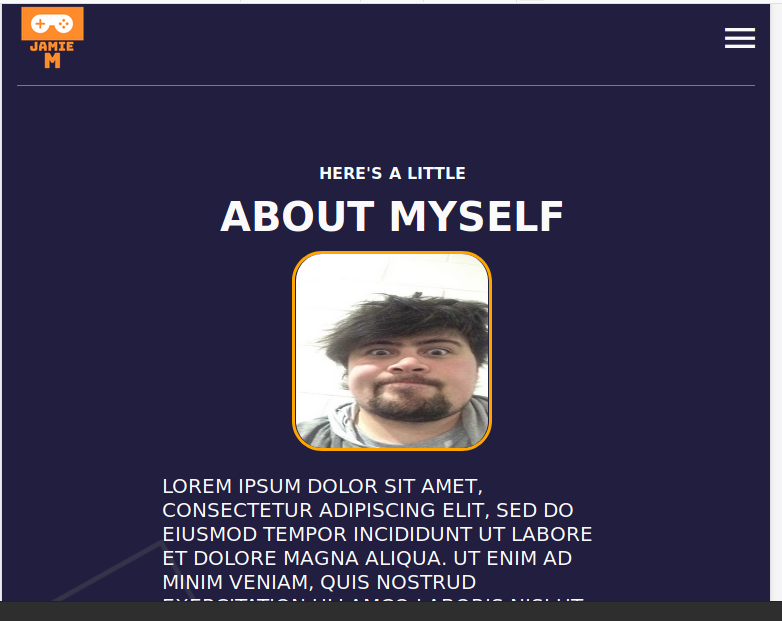 JAMIE
M
HERE'S A LITTLE
ABOUT MYSELF
LOREM IPSUM DOLOR SIT AMET,
CONSECTETUR ADIPISCING ELIT, SED DO
EIUSMOD TEMPOR INCIDIDUNT UT LABORE
ET DOLORE MAGNA ALIQUA. UT ENIM AD
MINIM VENIAM, QUIS NOSTRUD